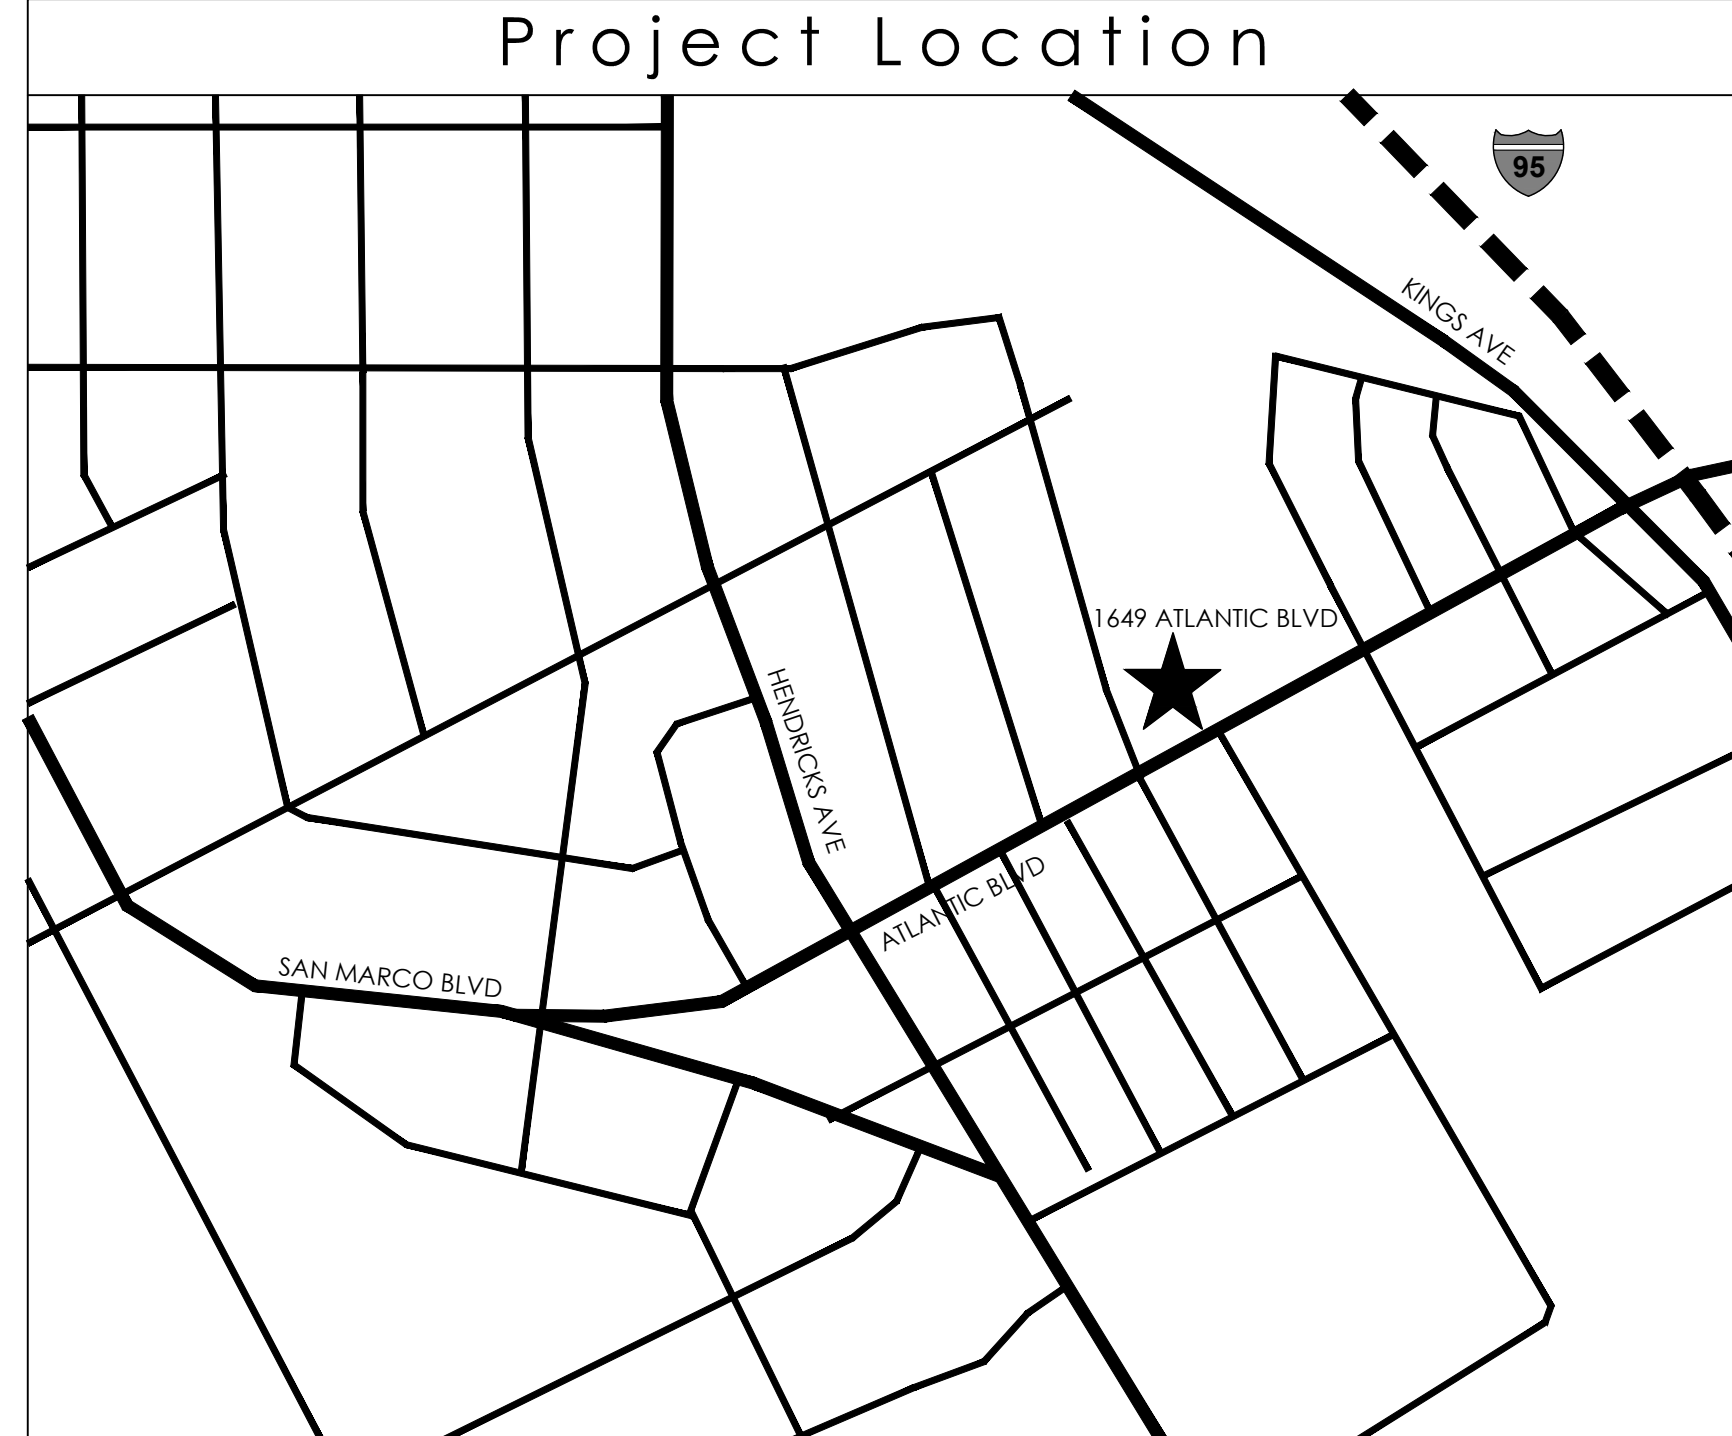 Project Location
95
KINGS AVE
1649 ATLANTIC BLVD
HENDRICKS AVE
ATLANTIC BLVD
SAN MARCO BLVD